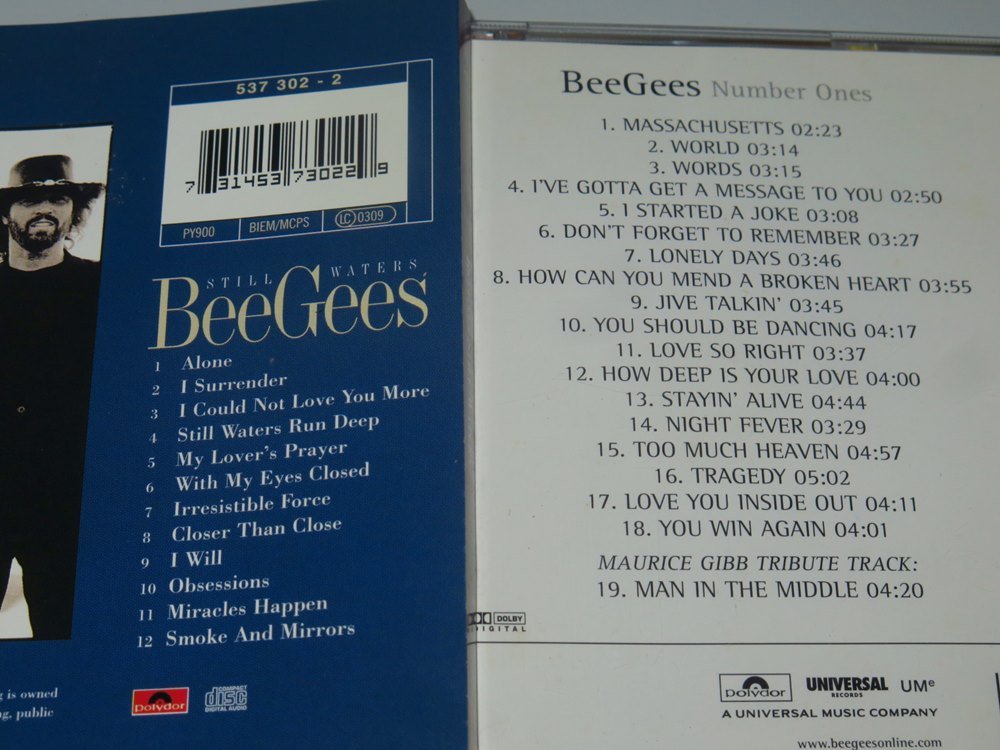 537 302 - 2
7 31453 73022 9
PY900
BIEM/MCPS
LC 0309
STILL WATERS
BeeGees
1 Alone
2 I Surrender
3 I Could Not Love You More
4 Still Waters Run Deep
5 My Lover's Prayer
6 With My Eyes Closed
7 Irresistible Force
8 Closer Than Close
9 I Will
10 Obsessions
11 Miracles Happen
12 Smoke And Mirrors
g is owned
ng, public
Polydor
COMPACT
disc
DIGITAL AUDIO
BeeGees Number Ones
1. MASSACHUSETTS 02:23
2. WORLD 03:14
3. WORDS 03:15
4. I'VE GOTTA GET A MESSAGE TO YOU 02:50
5. I STARTED A JOKE 03:08
6. DON'T FORGET TO REMEMBER 03:27
7. LONELY DAYS 03:46
8. HOW CAN YOU MEND A BROKEN HEART 03:55
9. JIVE TALKIN' 03:45
10. YOU SHOULD BE DANCING 04:17
11. LOVE SO RIGHT 03:37
12. HOW DEEP IS YOUR LOVE 04:00
13. STAYIN' ALIVE 04:44
14. NIGHT FEVER 03:29
15. TOO MUCH HEAVEN 04:57
16. TRAGEDY 05:02
17. LOVE YOU INSIDE OUT 04:11
18. YOU WIN AGAIN 04:01
MAURICE GIBB TRIBUTE TRACK:
19. MAN IN THE MIDDLE 04:20
DOLBY
DIGITAL
polydor
UNIVERSAL
RECORDS
UMe
A UNIVERSAL MUSIC COMPANY
www.beegeesonline.com